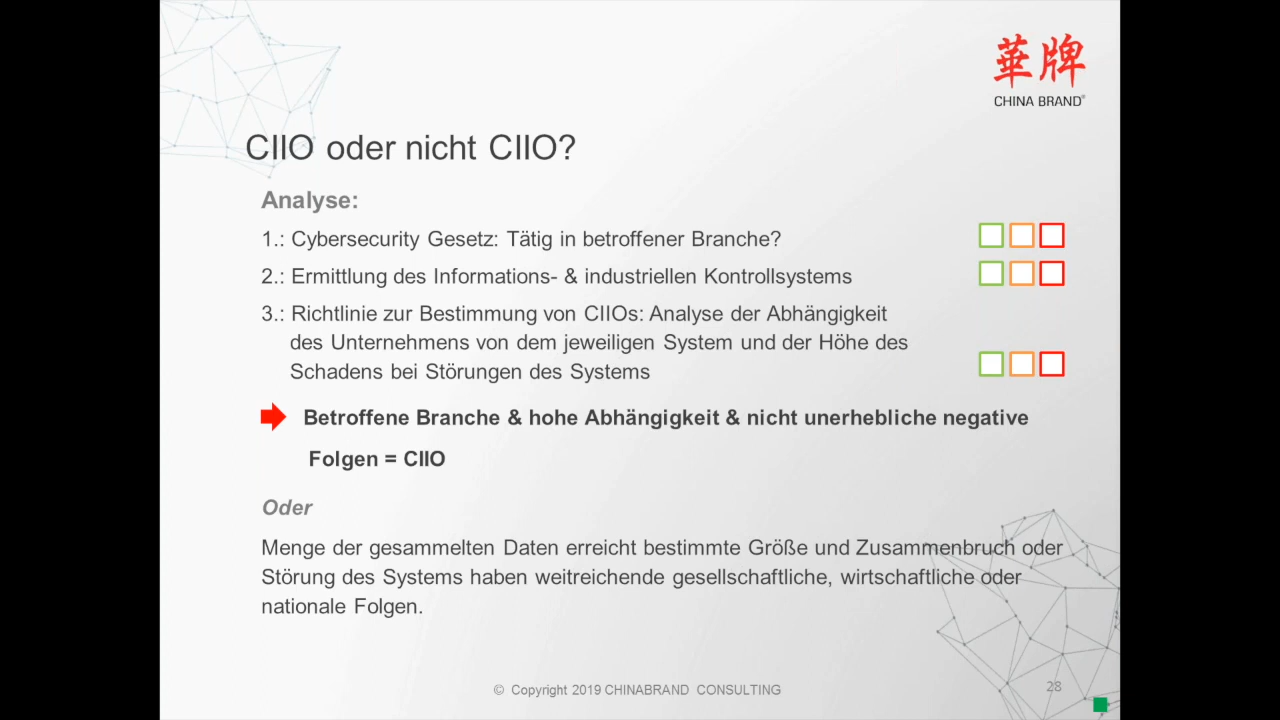 華牌
CHINA BRAND®
CIIO oder nicht CIIO?
Analyse:
1.: Cybersecurity Gesetz: Tätig in betroffener Branche?
2.: Ermittlung des Informations- & industriellen Kontrollsystems
3.: Richtlinie zur Bestimmung von CIIOs: Analyse der Abhängigkeit
des Unternehmens von dem jeweiligen System und der Höhe des
Schadens bei Störungen des Systems
Betroffene Branche & hohe Abhängigkeit & nicht unerhebliche negative
Folgen = CIIO
Oder
Menge der gesammelten Daten erreicht bestimmte Größe und Zusammenbruch oder
Störung des Systems haben weitreichende gesellschaftliche, wirtschaftliche oder
nationale Folgen.
© Copyright 2019 CHINABRAND CONSULTING
28